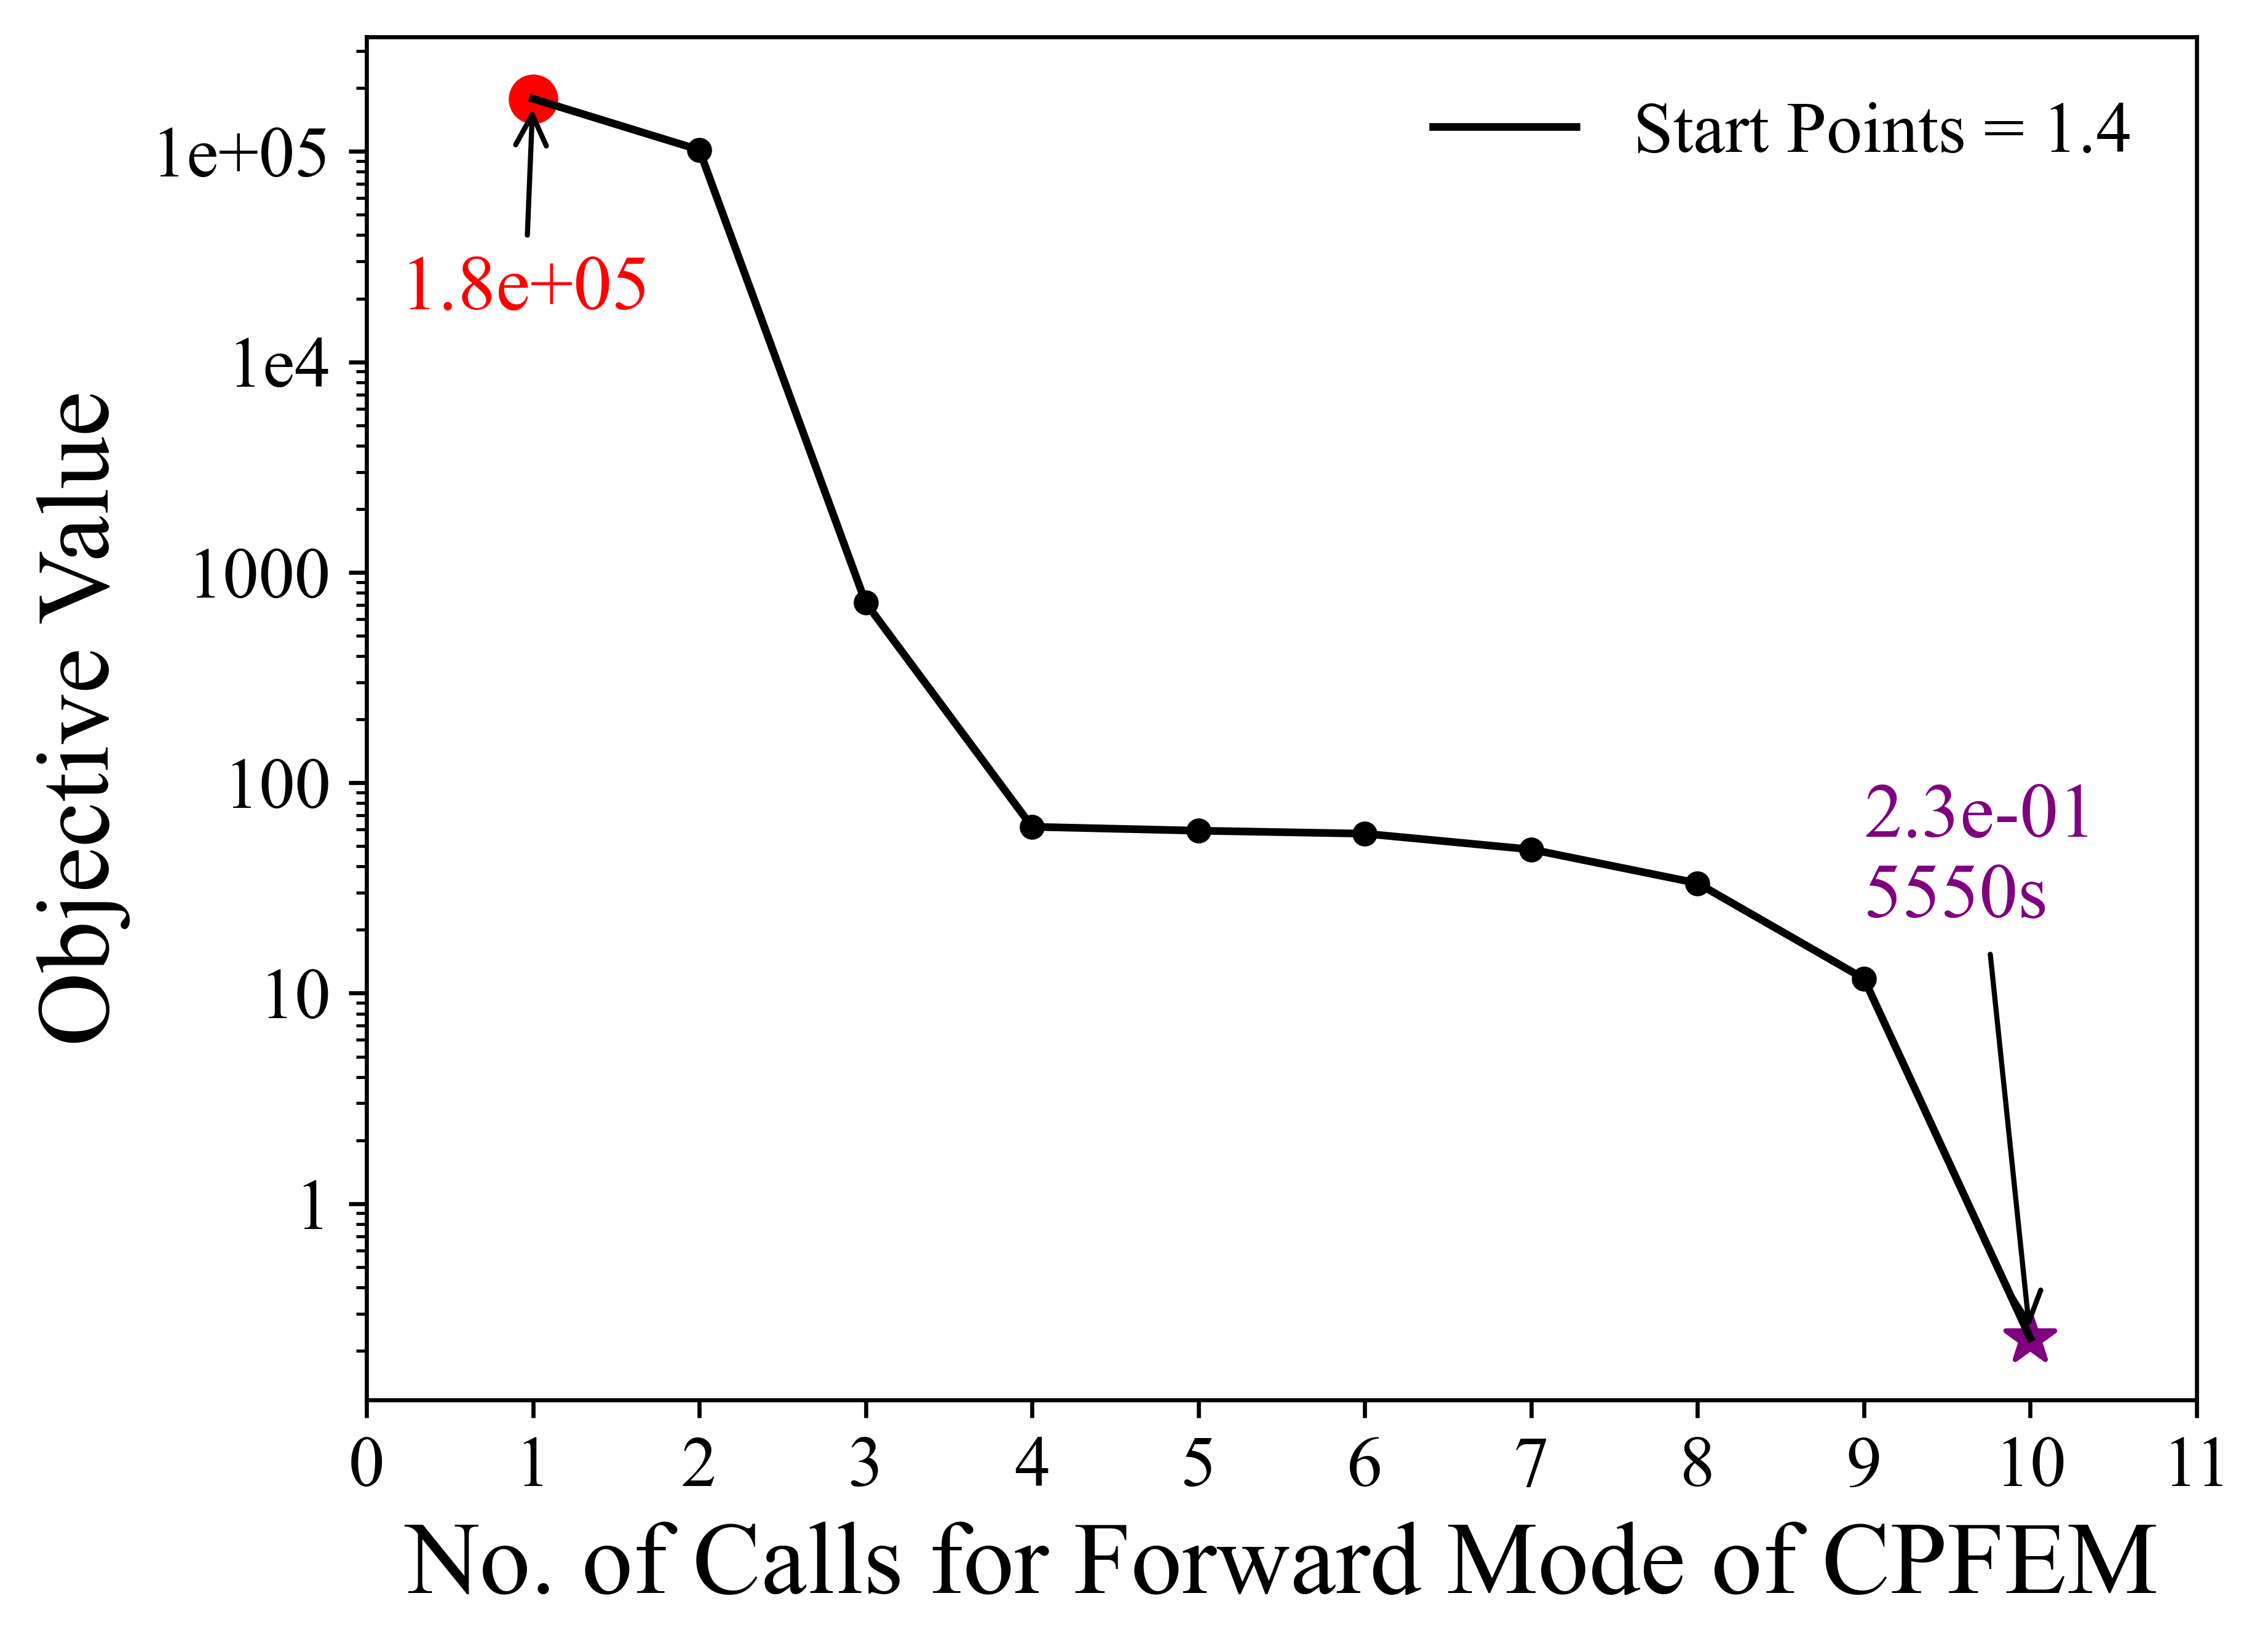 Start Points = 1.4
1e+05
1.8e+05
1e4
1000
100
10
1
Objective Value
2.3e-01
5550s
0 1 2 3 4 5 6 7 8 9 10 11
No. of Calls for Forward Mode of CPFEM